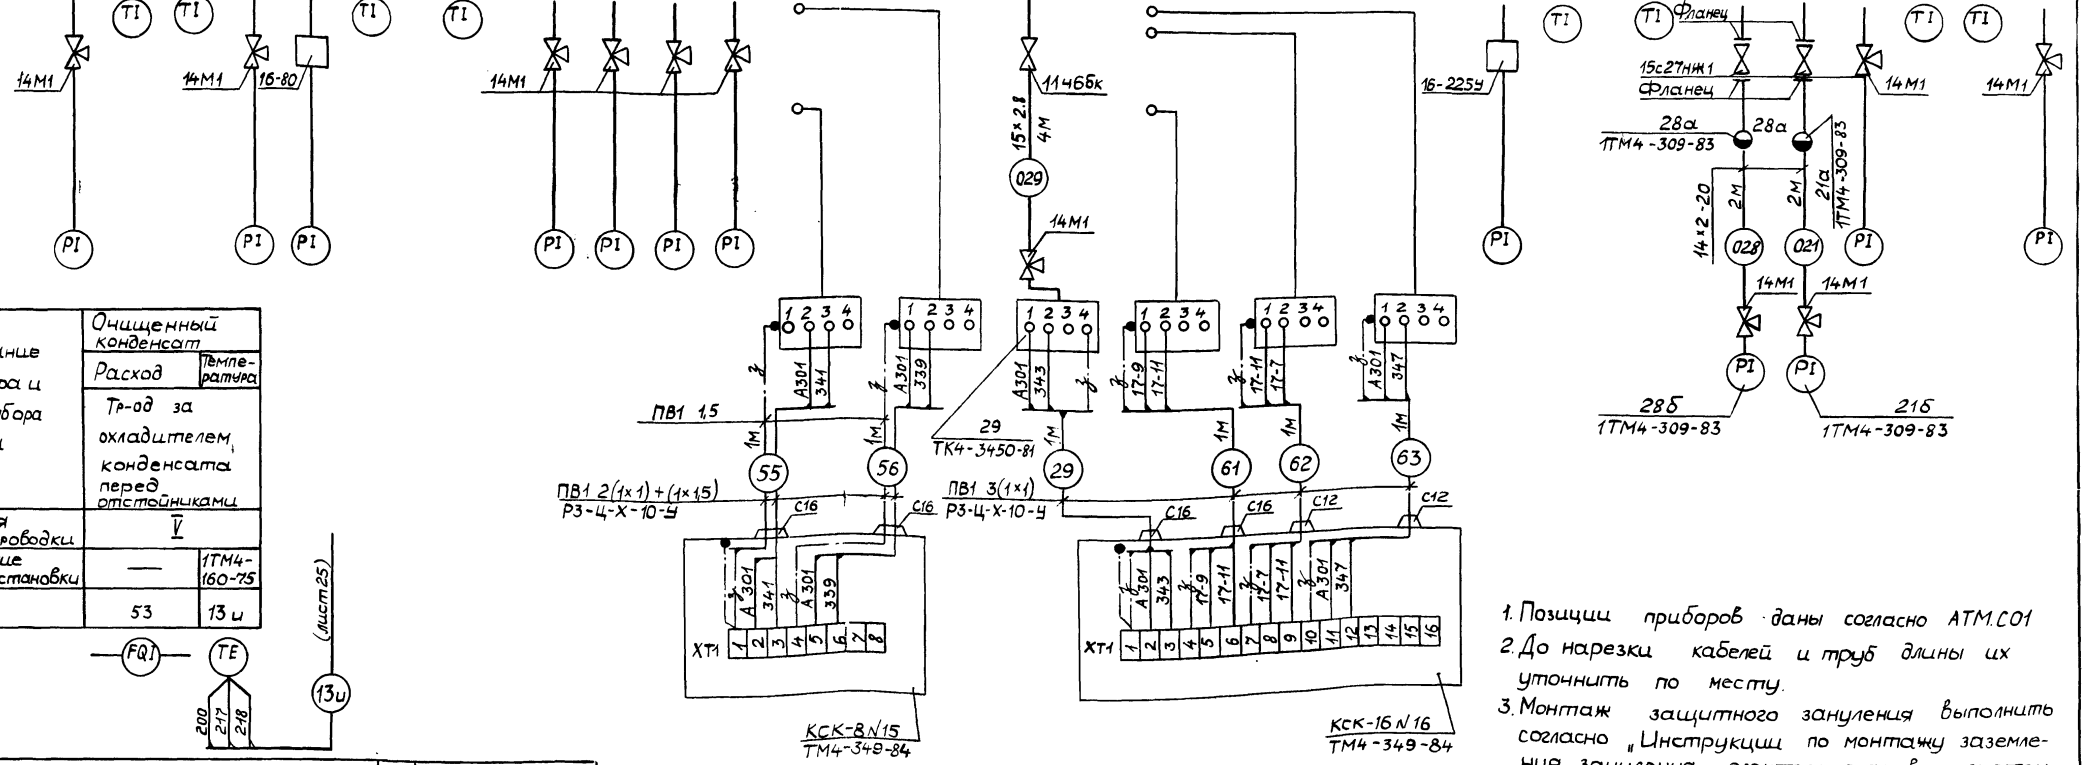 TI TI TI TI TI TI TI TI
Фланец
14М1 14М1 16-80 14М1 11ч6бк 16-225У 15с27нж1 14М1 14М1
Фланец
15×2.8
4М
029
14М1
28а 28а
1ТМ4-309-83
21а
1ТМ4-309-83
14×2-20
2М 2М
PI PI PI PI PI PI PI PI 028 021 PI PI
14М1 14М1
PI PI
28б
1ТМ4-309-83
21б
1ТМ4-309-83
Очищенный
конденсат
Расход
Темпе-
ратура
Тр-од за
охладителем,
конденсата
перед
отстойниками
V
роводки
становки
—
1ТМ4-
160-75
53
13и
FQI TE
200 217 218
13и
(лист 25)
1 2 3 4 1 2 3 4 1 2 3 4 1 2 3 4 1 2 3 4 1 2 3 4
А301 341 А301 339 А301 343 17-9 17-11 17-11 17-7 А301 347
ПВ1 1,5
1М 1М 1М 1М 1М 1М
29
ТК4-3450-81
55 56 29 61 62 63
ПВ1 2(1×1)+(1×1,5)
РЗ-Ц-Х-10-У
ПВ1 3(1×1)
РЗ-Ц-Х-10-У
С16 С16 С16 С16 С12 С12
А301 341 А301 339
ХТ1 1 2 3 4 5 6 7 8
А301 343 17-9 17-11 17-7 17-11 А301 347
ХТ1 1 2 3 4 5 6 7 8 9 10 11 12 13 14 15 16
КСК-8 N15
ТМ4-349-84
КСК-16 N16
ТМ4-349-84
1. Позиции приборов даны согласно АТМ.СО1
2. До нарезки кабелей и труб длины их
уточнить по месту.
3. Монтаж защитного зануления выполнить
согласно „Инструкции по монтажу заземле-